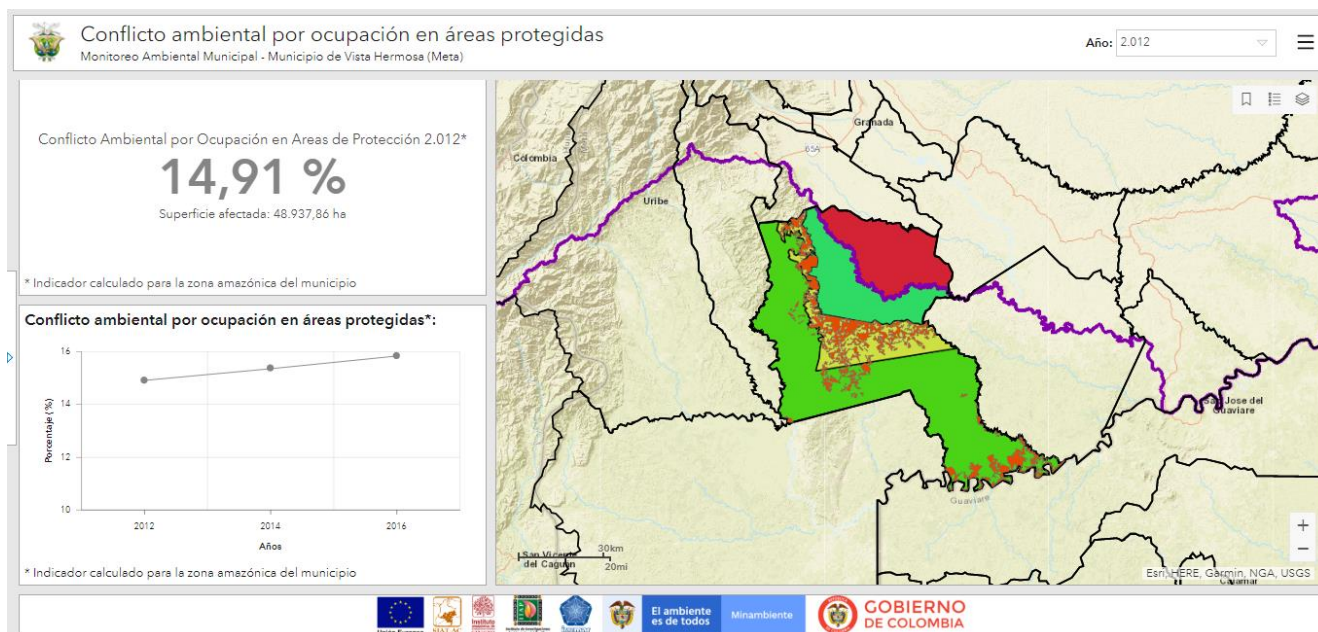 Conflicto ambiental por ocupación en áreas protegidas
Monitoreo Ambiental Municipal - Municipio de Vista Hermosa (Meta)
Año: 2.012
Conflicto Ambiental por Ocupación en Areas de Protección 2.012*
14,91 %
Superficie afectada: 48.937,86 ha
* Indicador calculado para la zona amazónica del municipio
Conflicto ambiental por ocupación en áreas protegidas*:
16
14
12
10
Porcentaje (%)
2012 2014 2016
Años
* Indicador calculado para la zona amazónica del municipio
Granada
65A
Colombia
Uribe
San Jose del
Guaviare
Guaviare
San Vicente
del Caguán
30km
20mi
Calamar
+
−
Esri, HERE, Garmin, NGA, USGS
Unión Europea
El ambiente
es de todos
Minambiente
GOBIERNO
DE COLOMBIA